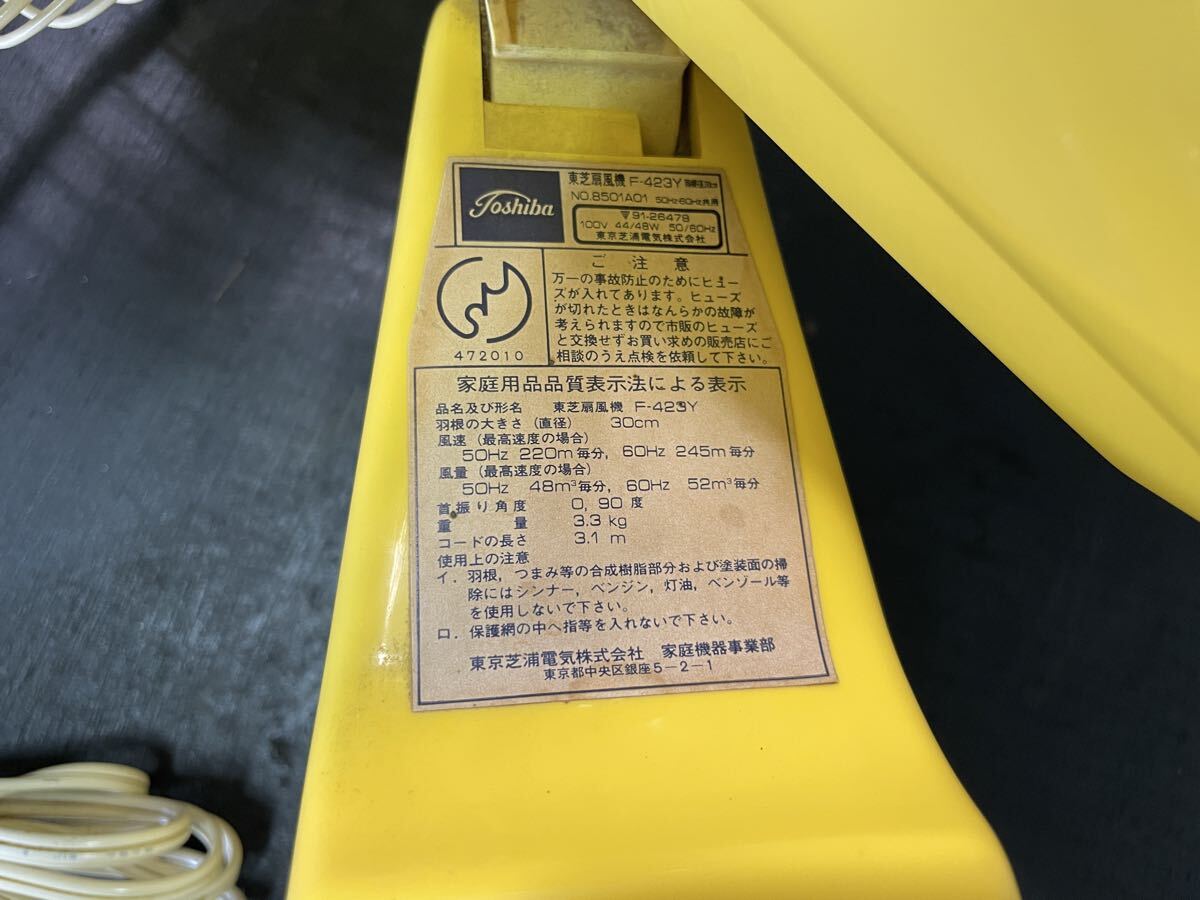 Toshiba
東芝扇風機 F-423Y
NO.8501A01 50Hz・60Hz共用
〒91-26479
100V 44/48W 50/60Hz
東京芝浦電気株式会社
472010
ご注意
万一の事故防止のためにヒュー
ズが入れてあります。ヒューズ
が切れたときはなんらかの故障が
考えられますので市販のヒューズ
と交換せずお買い求めの販売店にご
相談のうえ点検を依頼して下さい。
家庭用品品質表示法による表示
品名及び形名 東芝扇風機 F-423Y
羽根の大きさ(直径) 30cm
風速(最高速度の場合)
50Hz 220m毎分, 60Hz 245m毎分
風量(最高速度の場合)
50Hz 48m³毎分, 60Hz 52m³毎分
首振り角度 0, 90度
重量 3.3 kg
コードの長さ 3.1 m
使用上の注意
イ. 羽根, つまみ等の合成樹脂部分および塗装面の掃
除にはシンナー, ベンジン, 灯油, ベンゾール等
を使用しないで下さい。
ロ. 保護網の中へ指等を入れないで下さい。
東京芝浦電気株式会社 家庭機器事業部
東京都中央区銀座5-2-1